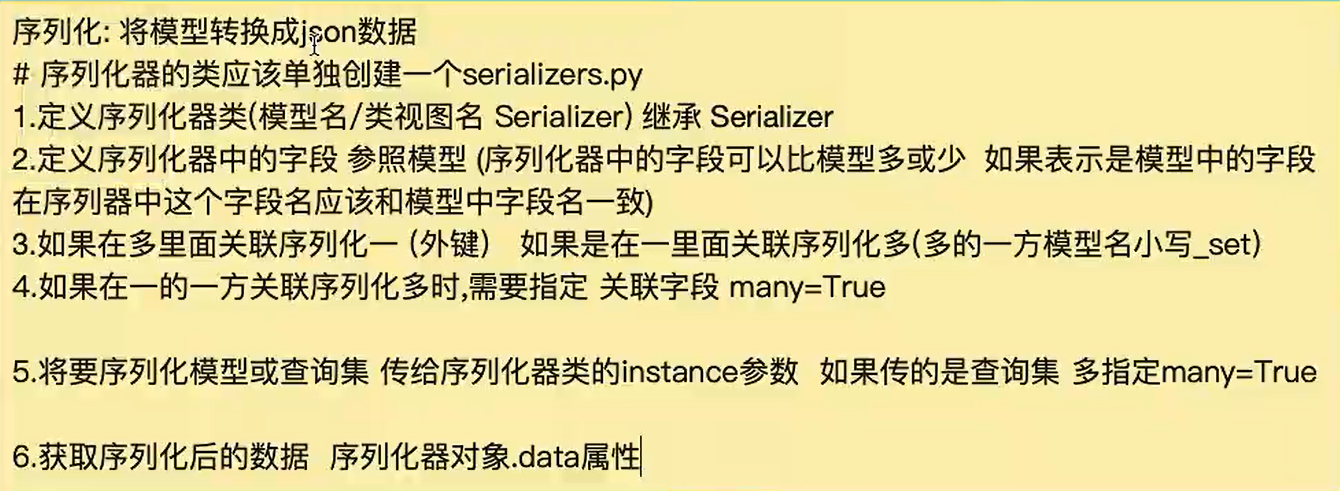 序列化: 将模型转换成json数据
# 序列化器的类应该单独创建一个serializers.py
1.定义序列化器类(模型名/类视图名 Serializer) 继承 Serializer
2.定义序列化器中的字段 参照模型 (序列化器中的字段可以比模型多或少  如果表示是模型中的字段
在序列器中这个字段名应该和模型中字段名一致)
3.如果在多里面关联序列化一（外键）  如果是在一里面关联序列化多(多的一方模型名小写_set)
4.如果在一的一方关联序列化多时,需要指定 关联字段 many=True
5.将要序列化模型或查询集 传给序列化器类的instance参数  如果传的是查询集 多指定many=True
6.获取序列化后的数据  序列化器对象.data属性